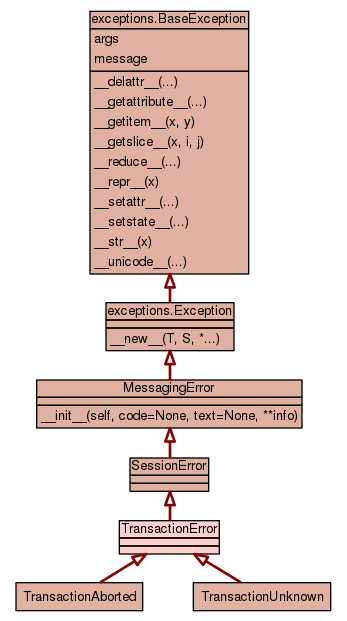 exceptions.BaseException
args
message
__delattr__(...)
__getattribute__(...)
__getitem__(x, y)
__getslice__(x, i, j)
__reduce__(...)
__repr__(x)
__setattr__(...)
__setstate__(...)
__str__(x)
__unicode__(...)
exceptions.Exception
__new__(T, S, *...)
MessagingError
__init__(self, code=None, text=None, **info)
SessionError
TransactionError
TransactionAborted
TransactionUnknown